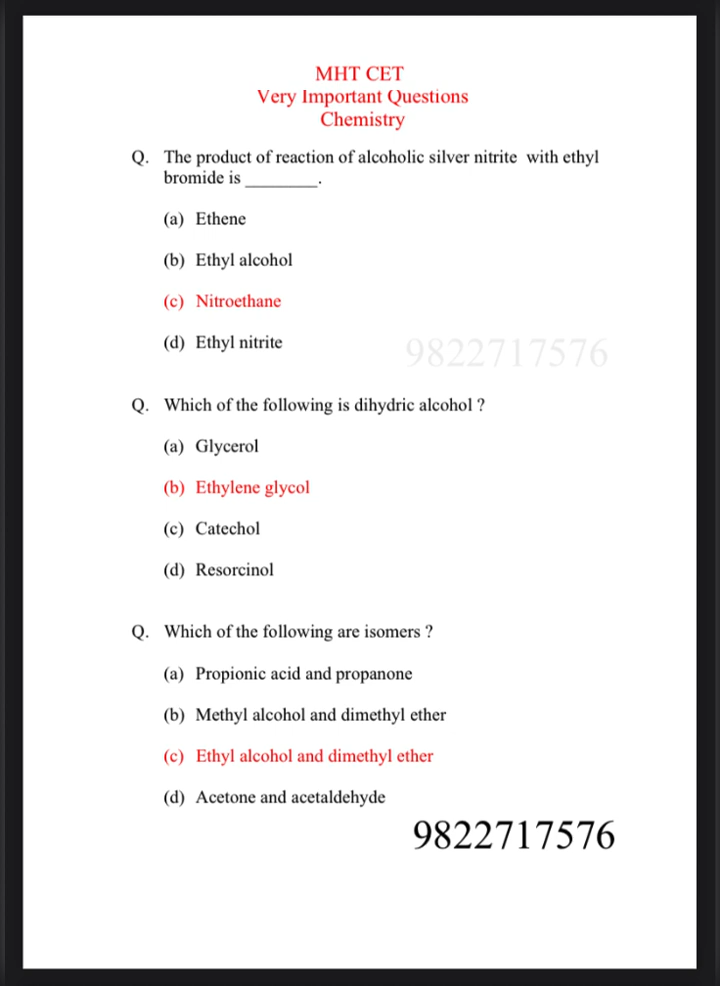 MHT CET
Very Important Questions
Chemistry
Q. The product of reaction of alcoholic silver nitrite with ethyl
bromide is ________.
(a) Ethene
(b) Ethyl alcohol
(c) Nitroethane
(d) Ethyl nitrite
9822717576
Q. Which of the following is dihydric alcohol ?
(a) Glycerol
(b) Ethylene glycol
(c) Catechol
(d) Resorcinol
Q. Which of the following are isomers ?
(a) Propionic acid and propanone
(b) Methyl alcohol and dimethyl ether
(c) Ethyl alcohol and dimethyl ether
(d) Acetone and acetaldehyde
9822717576